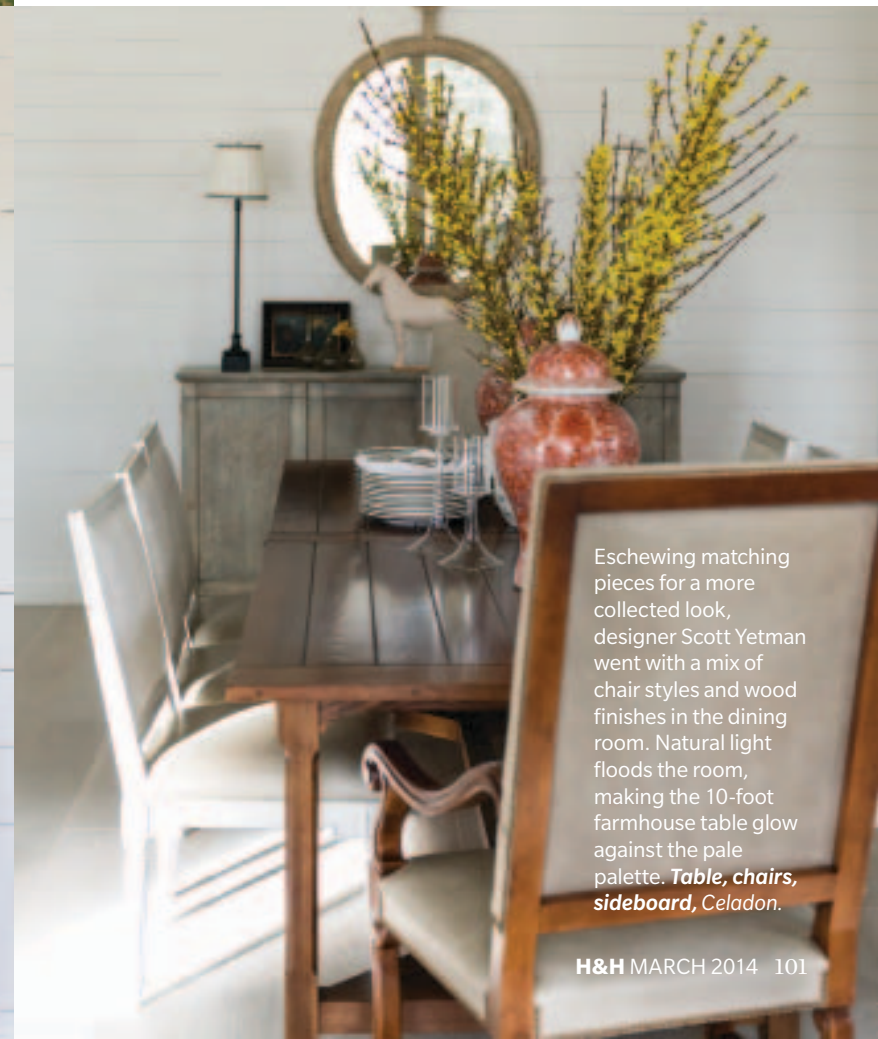 Eschewing matching
pieces for a more
collected look,
designer Scott Yetman
went with a mix of
chair styles and wood
finishes in the dining
room. Natural light
floods the room,
making the 10-foot
farmhouse table glow
against the pale
palette. Table, chairs,
sideboard, Celadon.
H&H MARCH 2014 101